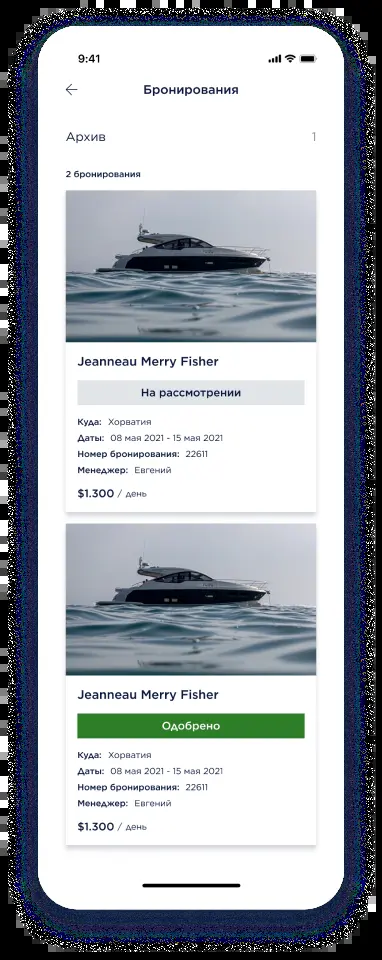 9:41
Бронирования
Архив 1
2 бронирования
Jeanneau Merry Fisher
На рассмотрении
Куда: Хорватия
Даты: 08 мая 2021 - 15 мая 2021
Номер бронирования: 22611
Менеджер: Евгений
$1.300 / день
Jeanneau Merry Fisher
Одобрено
Куда: Хорватия
Даты: 08 мая 2021 - 15 мая 2021
Номер бронирования: 22611
Менеджер: Евгений
$1.300 / день